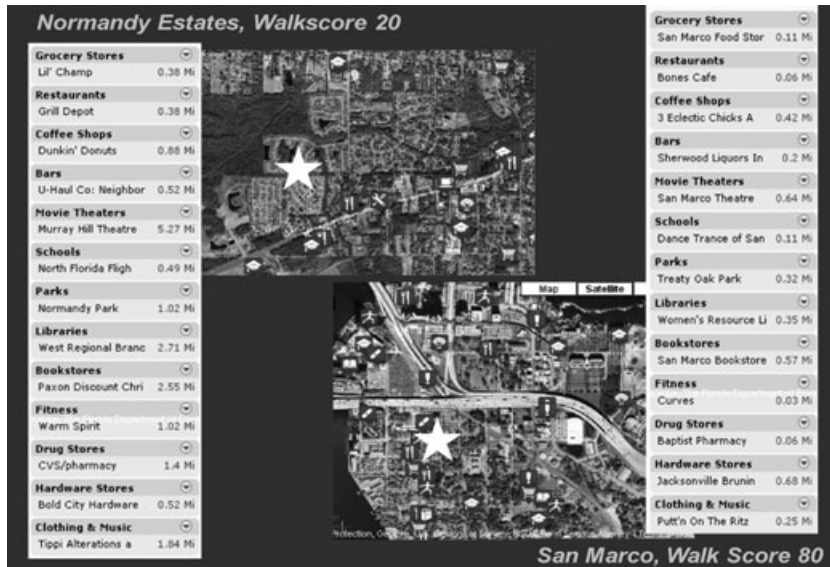 Normandy Estates, Walkscore 20
Grocery Stores
Lil' Champ 0.38 Mi
Restaurants
Grill Depot 0.38 Mi
Coffee Shops
Dunkin' Donuts 0.88 Mi
Bars
U-Haul Co: Neighbor 0.52 Mi
Movie Theaters
Murray Hill Theatre 5.27 Mi
Schools
North Florida Fligh 0.49 Mi
Parks
Normandy Park 1.02 Mi
Libraries
West Regional Branc 2.71 Mi
Bookstores
Paxon Discount Chri 2.55 Mi
Fitness
Warm Spirit 1.02 Mi
Drug Stores
CVS/pharmacy 1.4 Mi
Hardware Stores
Bold City Hardware 0.52 Mi
Clothing & Music
Tippi Alterations a 1.84 Mi
Map Satellite
Grocery Stores
San Marco Food Stor 0.11 Mi
Restaurants
Bones Cafe 0.06 Mi
Coffee Shops
3 Eclectic Chicks A 0.42 Mi
Bars
Sherwood Liquors In 0.2 Mi
Movie Theaters
San Marco Theatre 0.64 Mi
Schools
Dance Trance of San 0.11 Mi
Parks
Treaty Oak Park 0.32 Mi
Libraries
Women's Resource Li 0.35 Mi
Bookstores
San Marco Bookstore 0.57 Mi
Fitness
Curves 0.03 Mi
Drug Stores
Baptist Pharmacy 0.06 Mi
Hardware Stores
Jacksonville Brunin 0.68 Mi
Clothing & Music
Putt'n On The Ritz 0.25 Mi
San Marco, Walk Score 80